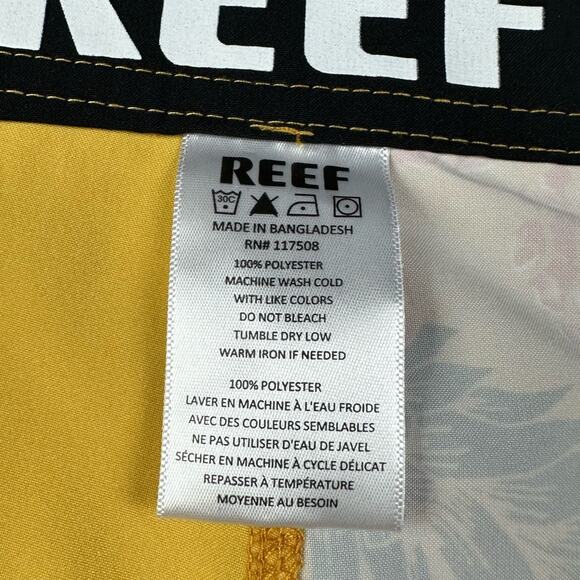 REEF
REEF
30C
MADE IN BANGLADESH
RN# 117508
100% POLYESTER
MACHINE WASH COLD
WITH LIKE COLORS
DO NOT BLEACH
TUMBLE DRY LOW
WARM IRON IF NEEDED
100% POLYESTER
LAVER EN MACHINE À L'EAU FROIDE
AVEC DES COULEURS SEMBLABLES
NE PAS UTILISER D'EAU DE JAVEL
SÉCHER EN MACHINE À CYCLE DÉLICAT
REPASSER À TEMPÉRATURE
MOYENNE AU BESOIN